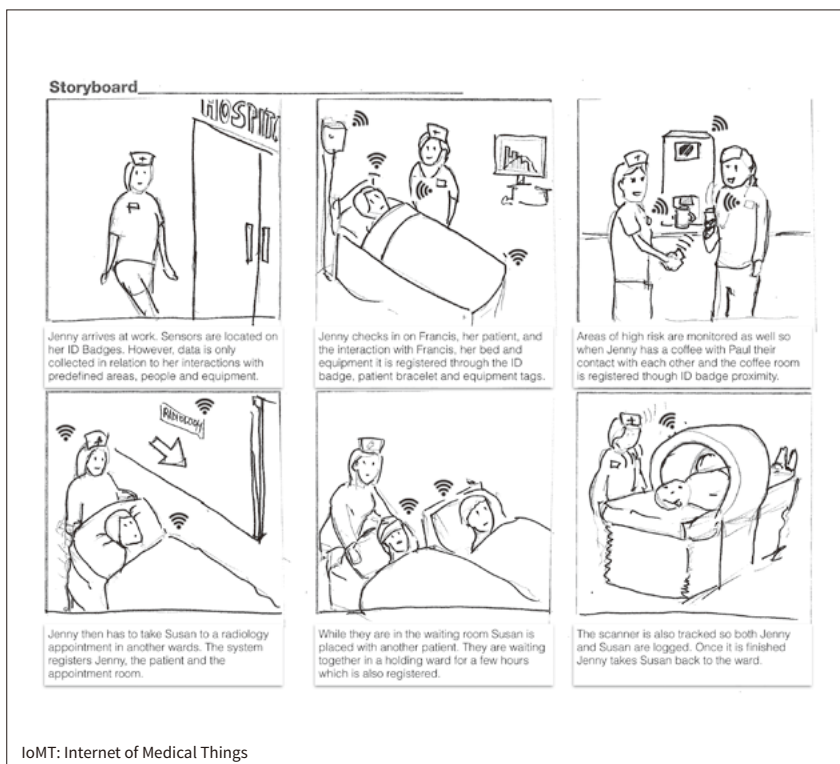 Storyboard
HOSPIT
Jenny arrives at work. Sensors are located on
her ID Badges. However, data is only
collected in relation to her interactions with
predefined areas, people and equipment.
Jenny checks in on Francis, her patient, and
the interaction with Francis, her bed and
equipment it is registered through the ID
badge, patient bracelet and equipment tags.
Areas of high risk are monitored as well so
when Jenny has a coffee with Paul their
contact with each other and the coffee room
is registered though ID badge proximity.
RADIOLOGY
Jenny then has to take Susan to a radiology
appointment in another wards. The system
registers Jenny, the patient and the
appointment room.
While they are in the waiting room Susan is
placed with another patient. They are waiting
together in a holding ward for a few hours
which is also registered.
The scanner is also tracked so both Jenny
and Susan are logged. Once it is finished
Jenny takes Susan back to the ward.
IoMT: Internet of Medical Things